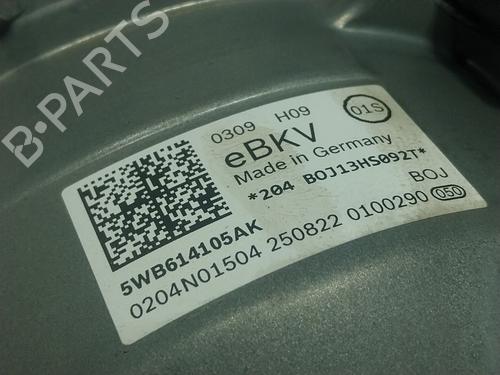 B-PARTS
0309 H09 01S
eBKV
Made in Germany
*204 BOJ13HS092T*
BOJ
5WB614105AK
0204N01504 250822 0100290 050